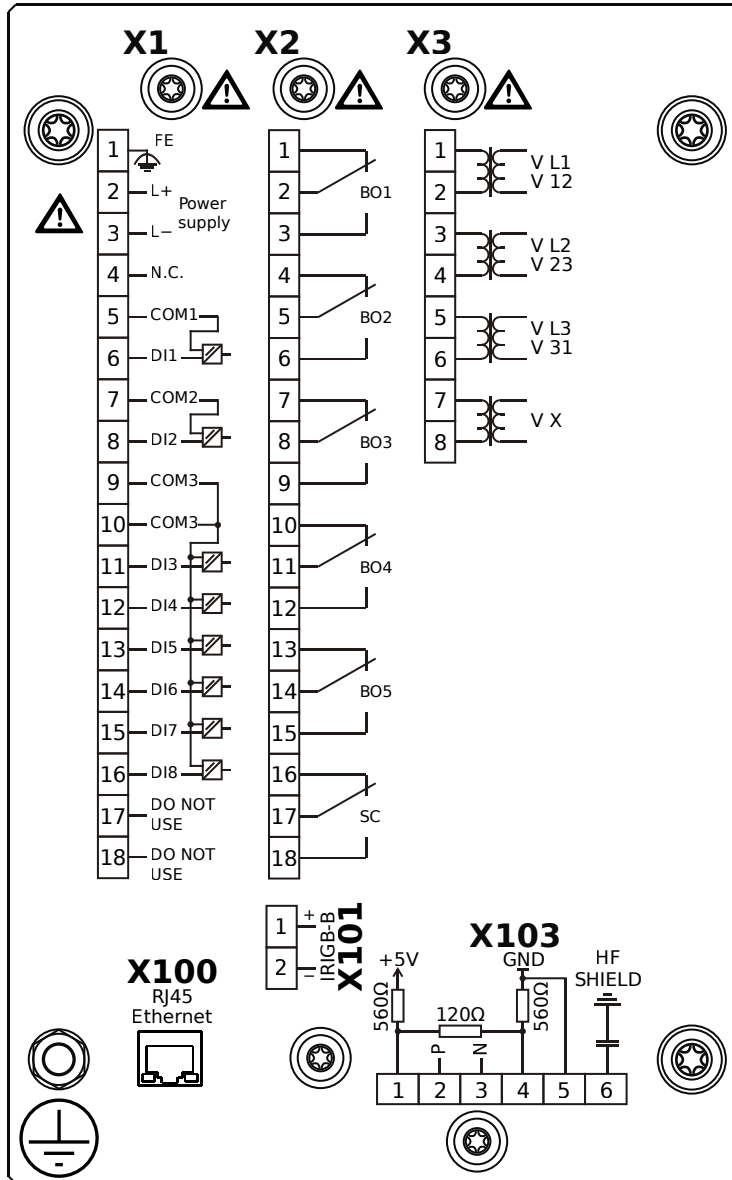 X1
X2
X3
1 FE
2 L+
3 L−
Power
supply
4 N.C.
5 COM1
6 DI1
7 COM2
8 DI2
9 COM3
10 COM3
11 DI3
12 DI4
13 DI5
14 DI6
15 DI7
16 DI8
17 DO NOT
USE
18 DO NOT
USE
1
2 BO1
3
4
5 BO2
6
7
8 BO3
9
10
11 BO4
12
13
14 BO5
15
16
17 SC
18
1 V L1
2 V 12
3 V L2
4 V 23
5 V L3
6 V 31
7 V X
8
1 +
2 −
IRIGB-B
X101
X100
RJ45
Ethernet
X103
+5V
GND
HF
SHIELD
560Ω
120Ω
560Ω
P
N
1 2 3 4 5 6